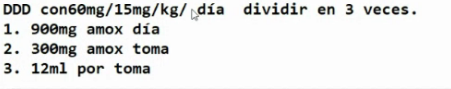 DDD con60mg/15mg/kg/ día  dividir en 3 veces.
1. 900mg amox día
2. 300mg amox toma
3. 12ml por toma